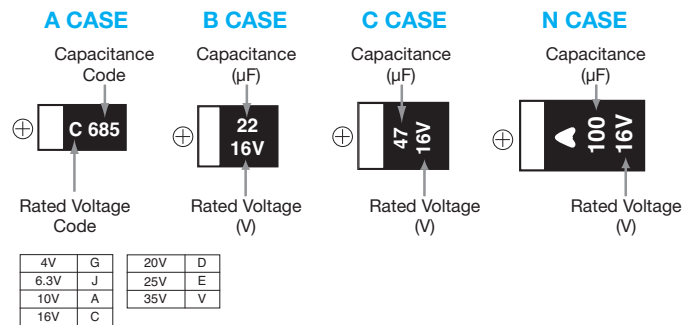 A CASE
Capacitance
Code
C 685
Rated Voltage
Code
B CASE
Capacitance
(µF)
22
16V
Rated Voltage
(V)
C CASE
Capacitance
(µF)
47
16V
Rated Voltage
(V)
N CASE
Capacitance
(µF)
100
16V
Rated Voltage
(V)
4V G
6.3V J
10V A
16V C
20V D
25V E
35V V